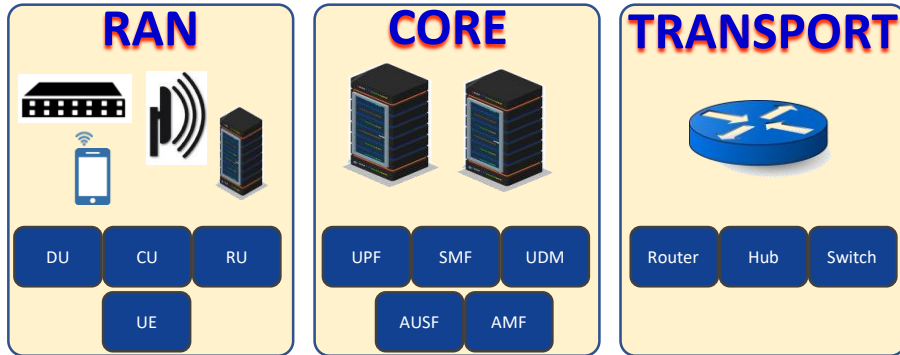 RAN
CORE
TRANSPORT
DU
CU
RU
UE
UPF
SMF
UDM
AUSF
AMF
Router
Hub
Switch